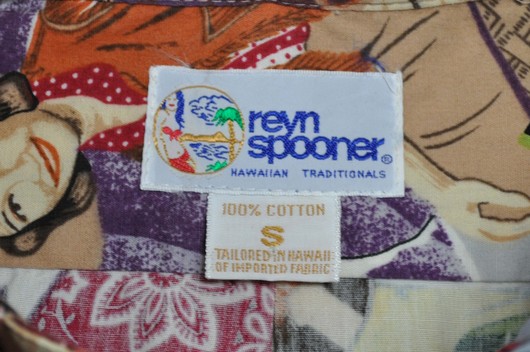 reyn
spooner®
HAWAIIAN TRADITIONALS
100% COTTON
S
TAILORED IN HAWAII
OF IMPORTED FABRIC